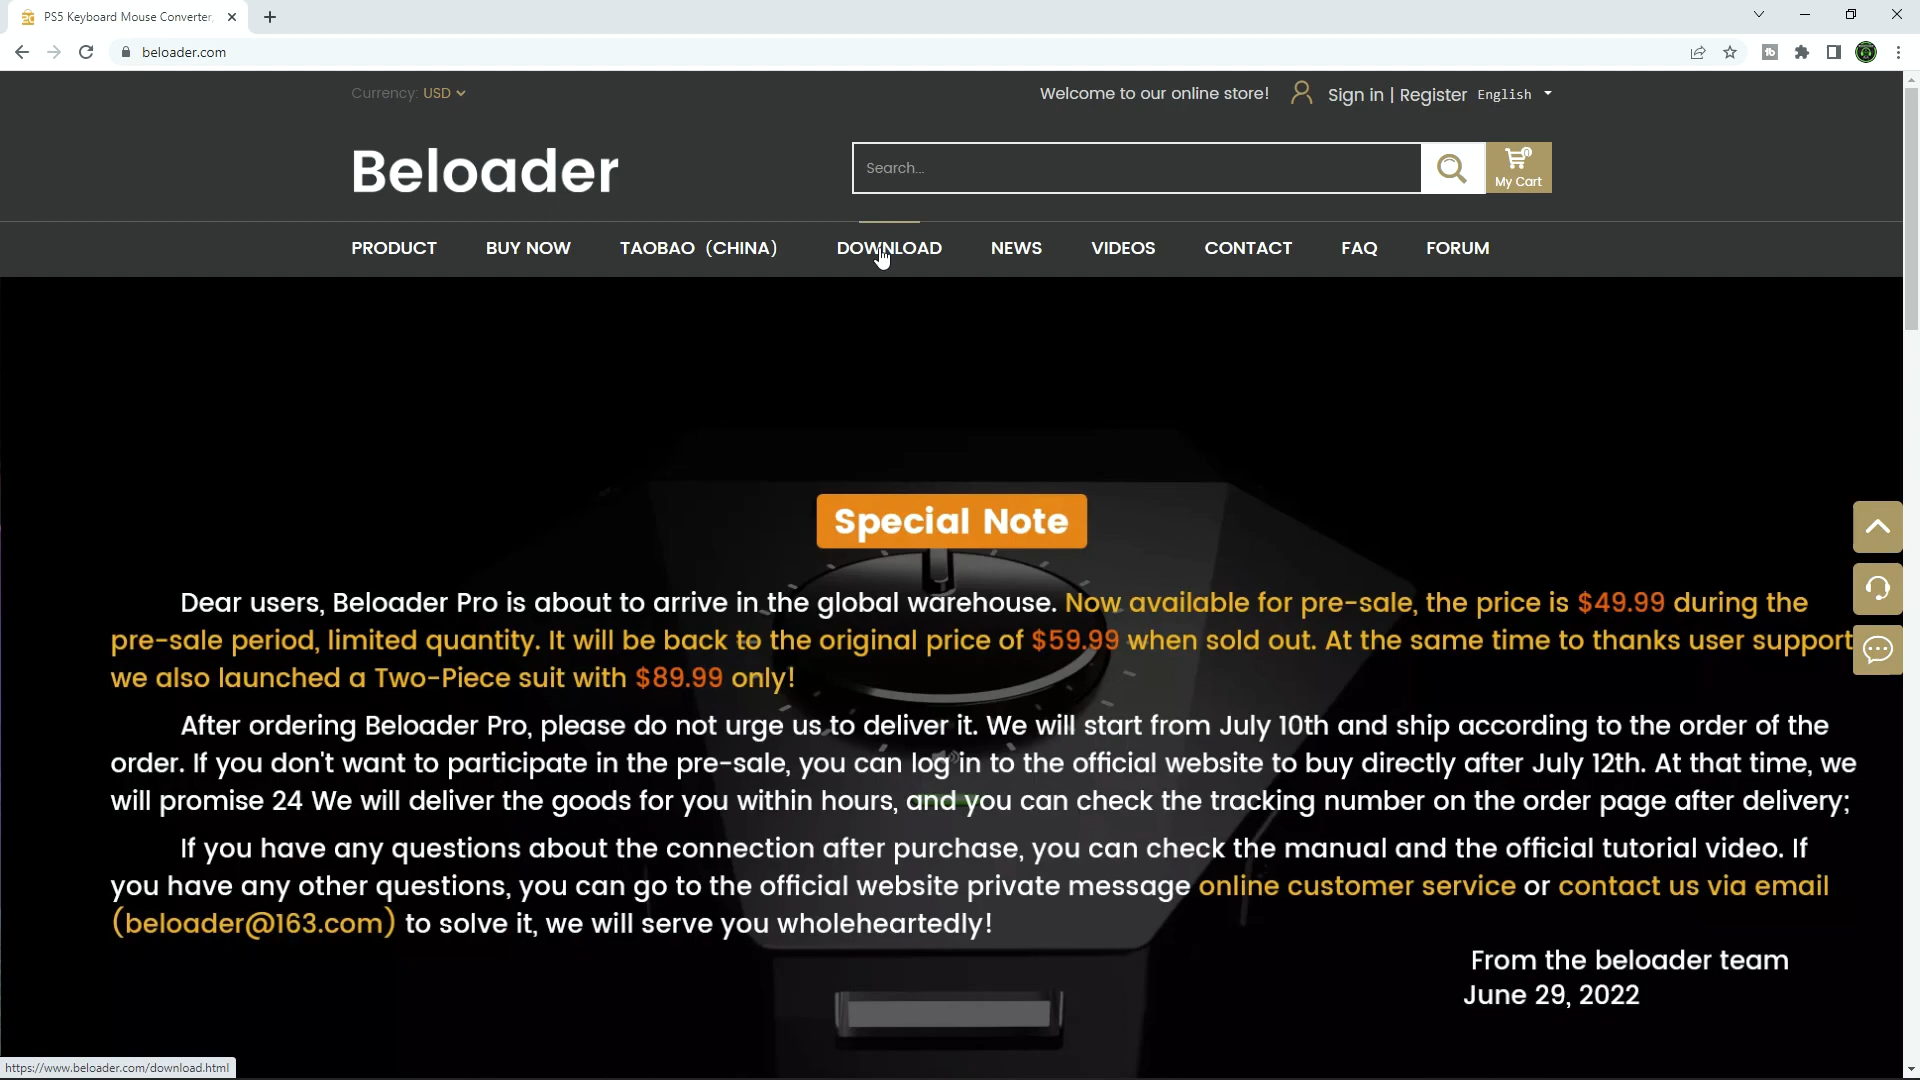 PS5 Keyboard Mouse Converter,
beloader.com
Currency: USD
Welcome to our online store! Sign in | Register English
Beloader
Search...
0
My Cart
PRODUCT BUY NOW TAOBAO (CHINA) DOWNLOAD NEWS VIDEOS CONTACT FAQ FORUM
Special Note
Dear users, Beloader Pro is about to arrive in the global warehouse. Now available for pre-sale, the price is $49.99 during the
pre-sale period, limited quantity. It will be back to the original price of $59.99 when sold out. At the same time to thanks user support
we also launched a Two-Piece suit with $89.99 only!
After ordering Beloader Pro, please do not urge us to deliver it. We will start from July 10th and ship according to the order of the
order. If you don't want to participate in the pre-sale, you can log in to the official website to buy directly after July 12th. At that time, we
will promise 24 We will deliver the goods for you within hours, and you can check the tracking number on the order page after delivery;
If you have any questions about the connection after purchase, you can check the manual and the official tutorial video. If
you have any other questions, you can go to the official website private message online customer service or contact us via email
(beloader@163.com) to solve it, we will serve you wholeheartedly!
From the beloader team
June 29, 2022
https://www.beloader.com/download.html